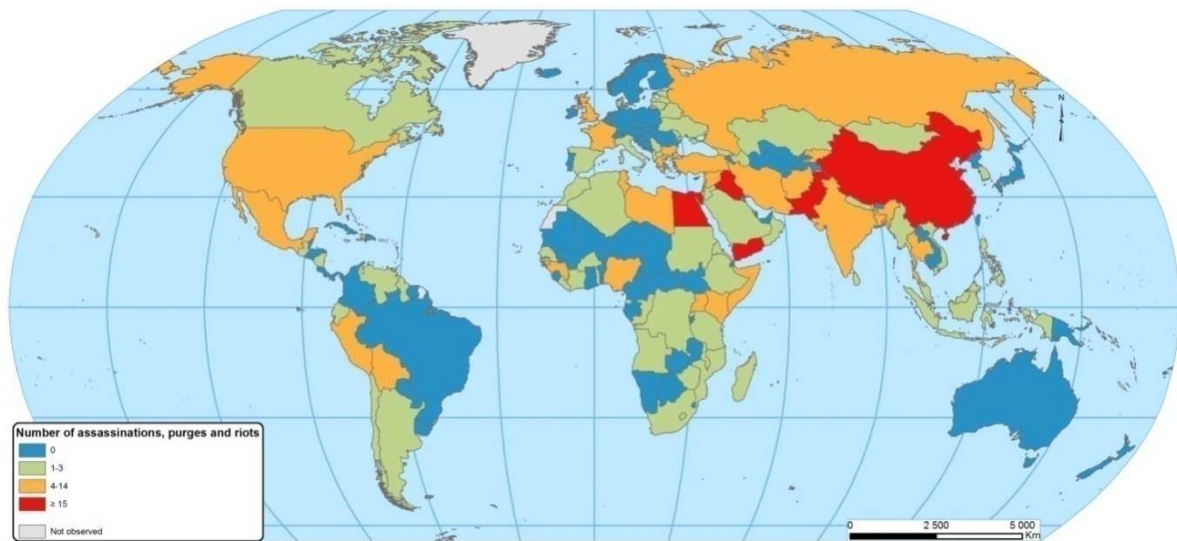 N
Number of assassinations, purges and riots
0
1-3
4-14
≥ 15
Not observed
0 2 500 5 000
Km